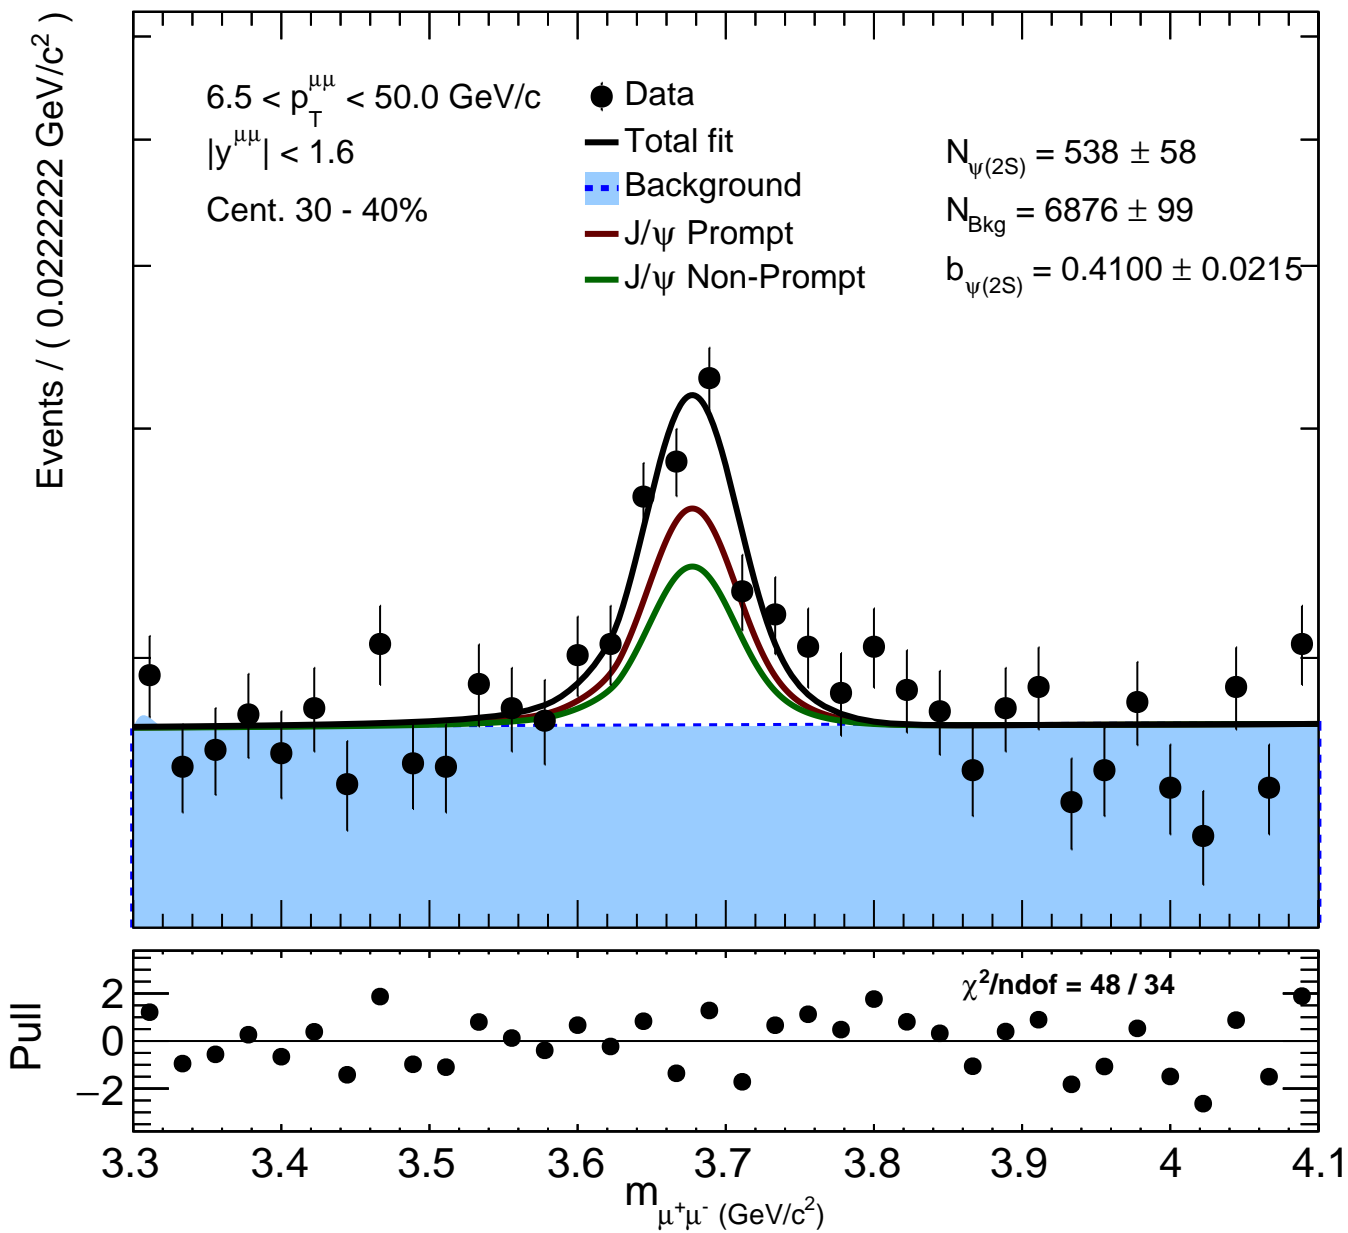 Events / ( 0.0222222 GeV/c²)
6.5 < p_T^μμ < 50.0 GeV/c
|y^μμ| < 1.6
Cent. 30 - 40%
Data
Total fit
Background
J/ψ Prompt
J/ψ Non-Prompt
N_ψ(2S) = 538 ± 58
N_Bkg = 6876 ± 99
b_ψ(2S) = 0.4100 ± 0.0215
Pull
2
0
−2
χ²/ndof = 48 / 34
3.3 3.4 3.5 3.6 3.7 3.8 3.9 4 4.1
m_μ⁺μ⁻ (GeV/c²)